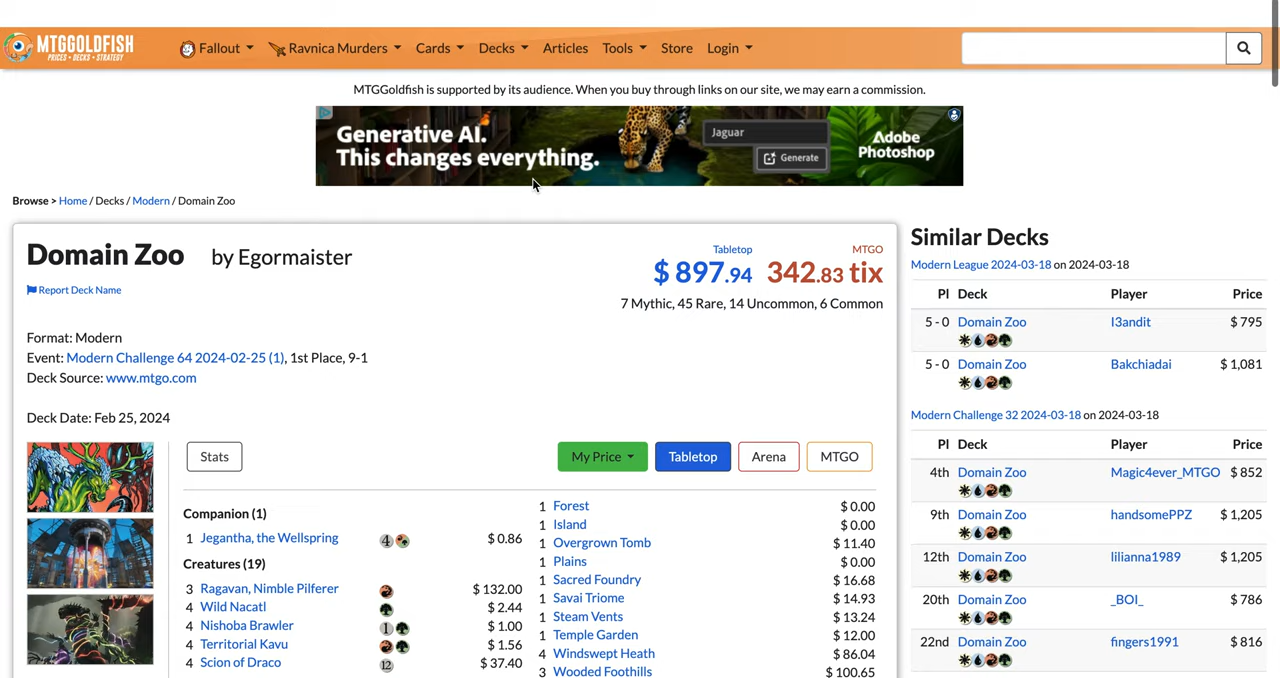 MTGGOLDFISH
PRICES • DECKS • STRATEGY
Fallout
Ravnica Murders
Cards
Decks
Articles
Tools
Store
Login
MTGGoldfish is supported by its audience. When you buy through links on our site, we may earn a commission.
Generative AI.
This changes everything.
Jaguar
Generate
Adobe
Photoshop
Browse > Home / Decks / Modern / Domain Zoo
Domain Zoo by Egormaister
Report Deck Name
Tabletop MTGO
$ 897.94 342.83 tix
7 Mythic, 45 Rare, 14 Uncommon, 6 Common
Format: Modern
Event: Modern Challenge 64 2024-02-25 (1), 1st Place, 9-1
Deck Source: www.mtgo.com
Deck Date: Feb 25, 2024
Stats
My Price
Tabletop
Arena
MTGO
Companion (1)
1 Jegantha, the Wellspring 4 $ 0.86
Creatures (19)
3 Ragavan, Nimble Pilferer $ 132.00
4 Wild Nacatl $ 2.44
4 Nishoba Brawler 1 $ 1.00
4 Territorial Kavu $ 1.56
4 Scion of Draco 12 $ 37.40
1 Forest $ 0.00
1 Island $ 0.00
1 Overgrown Tomb $ 11.40
1 Plains $ 0.00
1 Sacred Foundry $ 16.68
1 Savai Triome $ 14.93
1 Steam Vents $ 13.24
1 Temple Garden $ 12.00
4 Windswept Heath $ 86.04
3 Wooded Foothills $ 100.65
Similar Decks
Modern League 2024-03-18 on 2024-03-18
Pl Deck Player Price
5 - 0 Domain Zoo I3andit $ 795
5 - 0 Domain Zoo Bakchiadai $ 1,081
Modern Challenge 32 2024-03-18 on 2024-03-18
Pl Deck Player Price
4th Domain Zoo Magic4ever_MTGO $ 852
9th Domain Zoo handsomePPZ $ 1,205
12th Domain Zoo lilianna1989 $ 1,205
20th Domain Zoo _BOI_ $ 786
22nd Domain Zoo fingers1991 $ 816